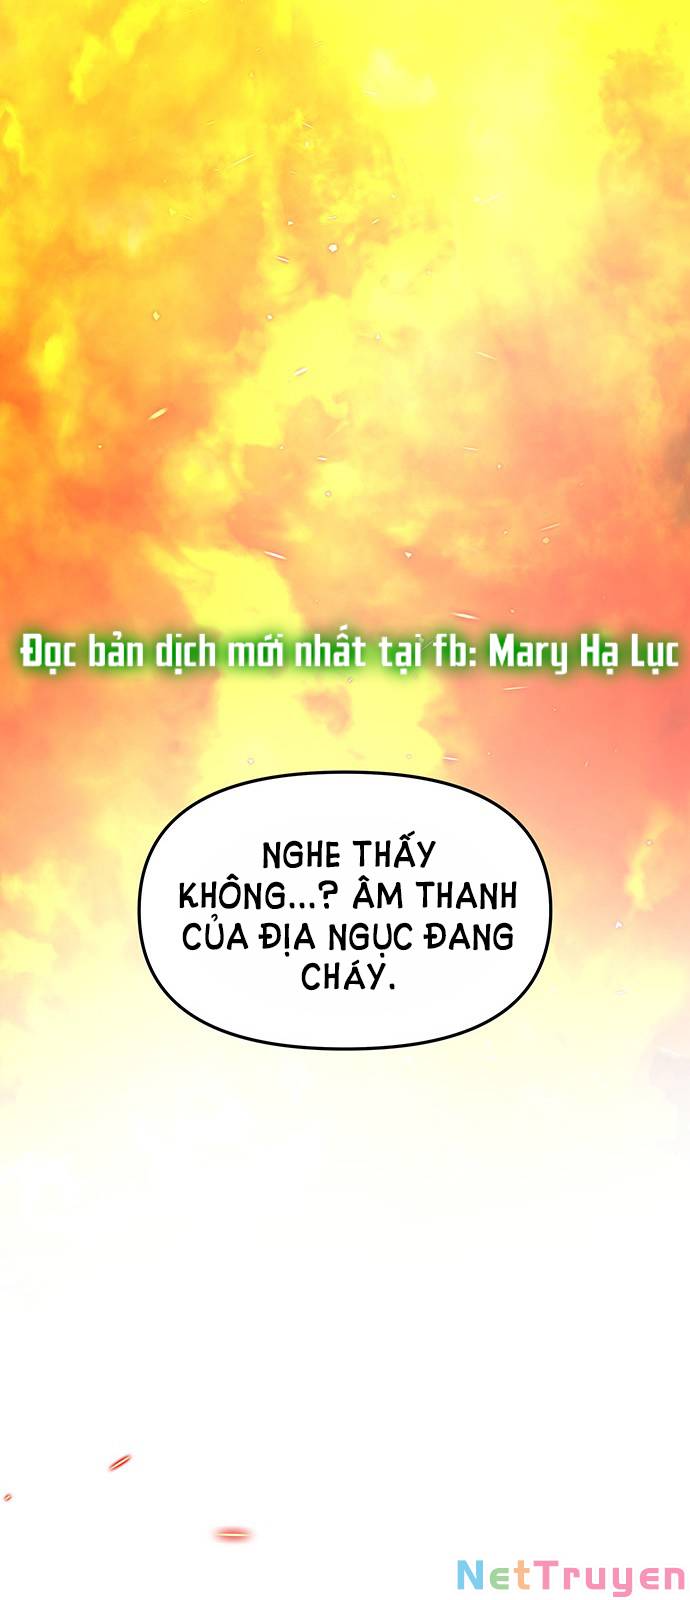 Đọc bản dịch mới nhất tại fb: Mary Hạ Lục
NGHE THẤY
KHÔNG...? ÂM THANH
CỦA ĐỊA NGỤC ĐANG
CHÁY.
NetTruyen